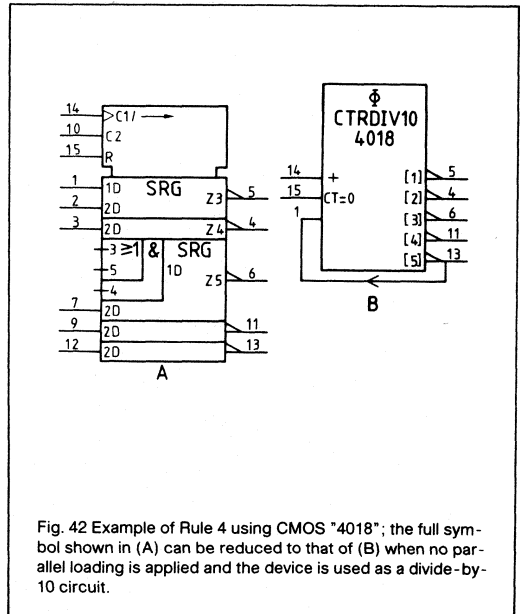 14 C1/
10 C2
15 R
1 1D SRG Z3 5
2 2D
3 2D Z4 4
3 ≥1 & SRG
5 1D Z5 6
4
7 2D
9 2D 11
12 2D 13
A
Φ
CTRDIV10
4018
[1] 5
14 + [2] 4
15 CT=0 [3] 6
1 [4] 11
[5] 13
B
Fig. 42 Example of Rule 4 using CMOS "4018"; the full sym-
bol shown in (A) can be reduced to that of (B) when no par-
allel loading is applied and the device is used as a divide-by-
10 circuit.